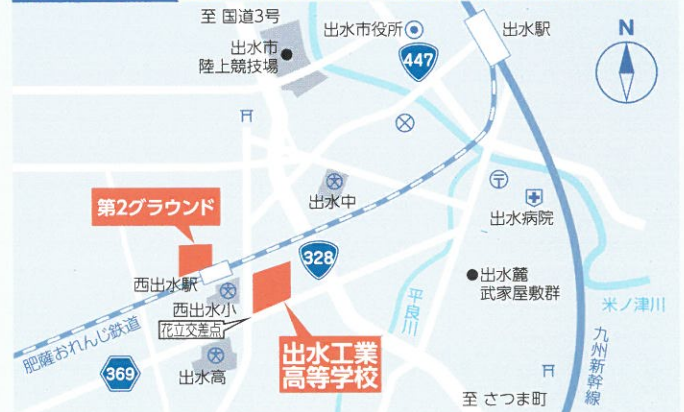 至 国道3号
出水市
陸上競技場
出水市役所
447
出水駅
N
出水中
出水病院
第2グラウンド
西出水駅
328
出水麓
武家屋敷群
西出水小
花立交差点
平良川
米ノ津川
肥薩おれんじ鉄道
369
出水高
出水工業
高等学校
九州新幹線
至 さつま町